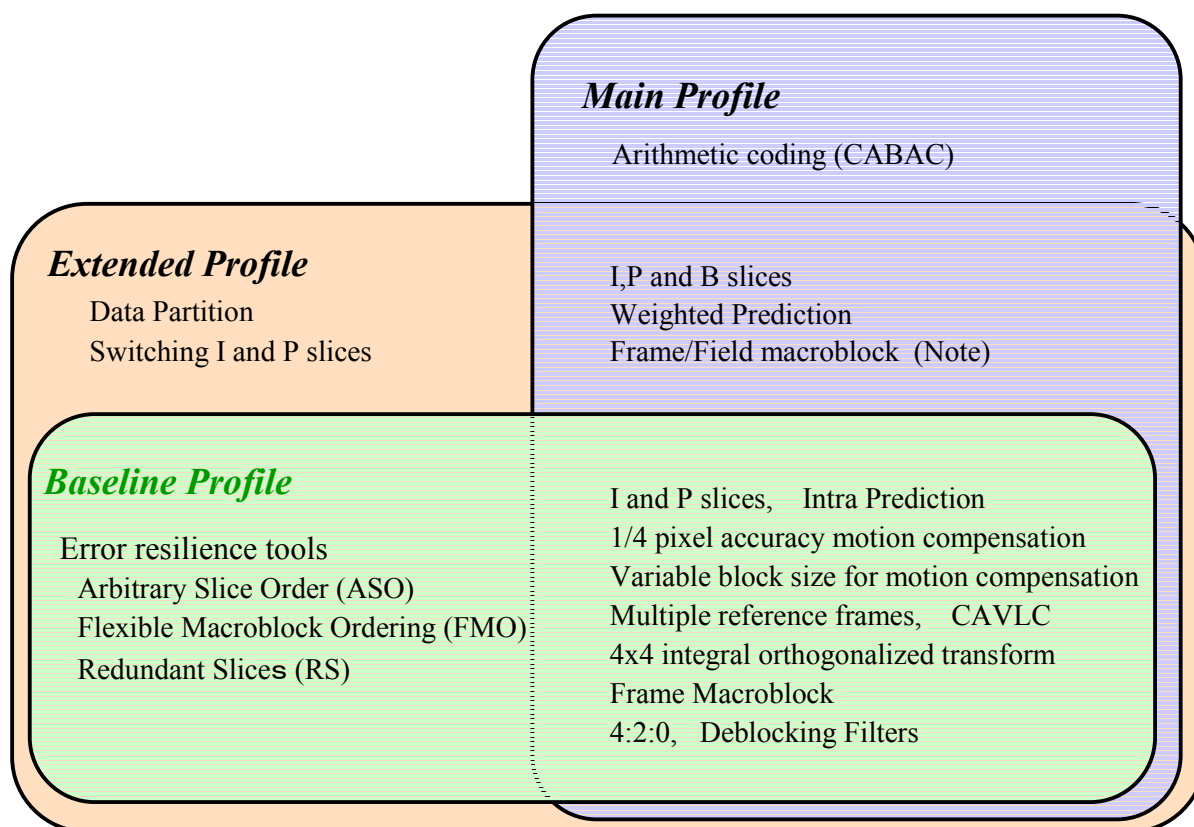 Main Profile
Arithmetic coding (CABAC)
Extended Profile
Data Partition
Switching I and P slices
I,P and B slices
Weighted Prediction
Frame/Field macroblock (Note)
Baseline Profile
Error resilience tools
Arbitrary Slice Order (ASO)
Flexible Macroblock Ordering (FMO)
Redundant Slices (RS)
I and P slices, Intra Prediction
1/4 pixel accuracy motion compensation
Variable block size for motion compensation
Multiple reference frames, CAVLC
4x4 integral orthogonalized transform
Frame Macroblock
4:2:0, Deblocking Filters